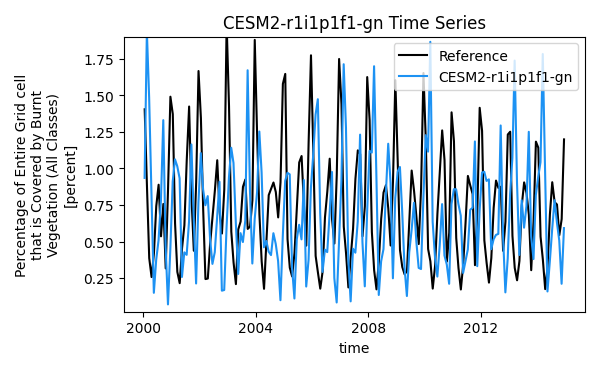 CESM2-r1i1p1f1-gn Time Series
Percentage of Entire Grid cell
that is Covered by Burnt
Vegetation (All Classes)
[percent]
1.75
1.50
1.25
1.00
0.75
0.50
0.25
Reference
CESM2-r1i1p1f1-gn
2000
2004
2008
2012
time